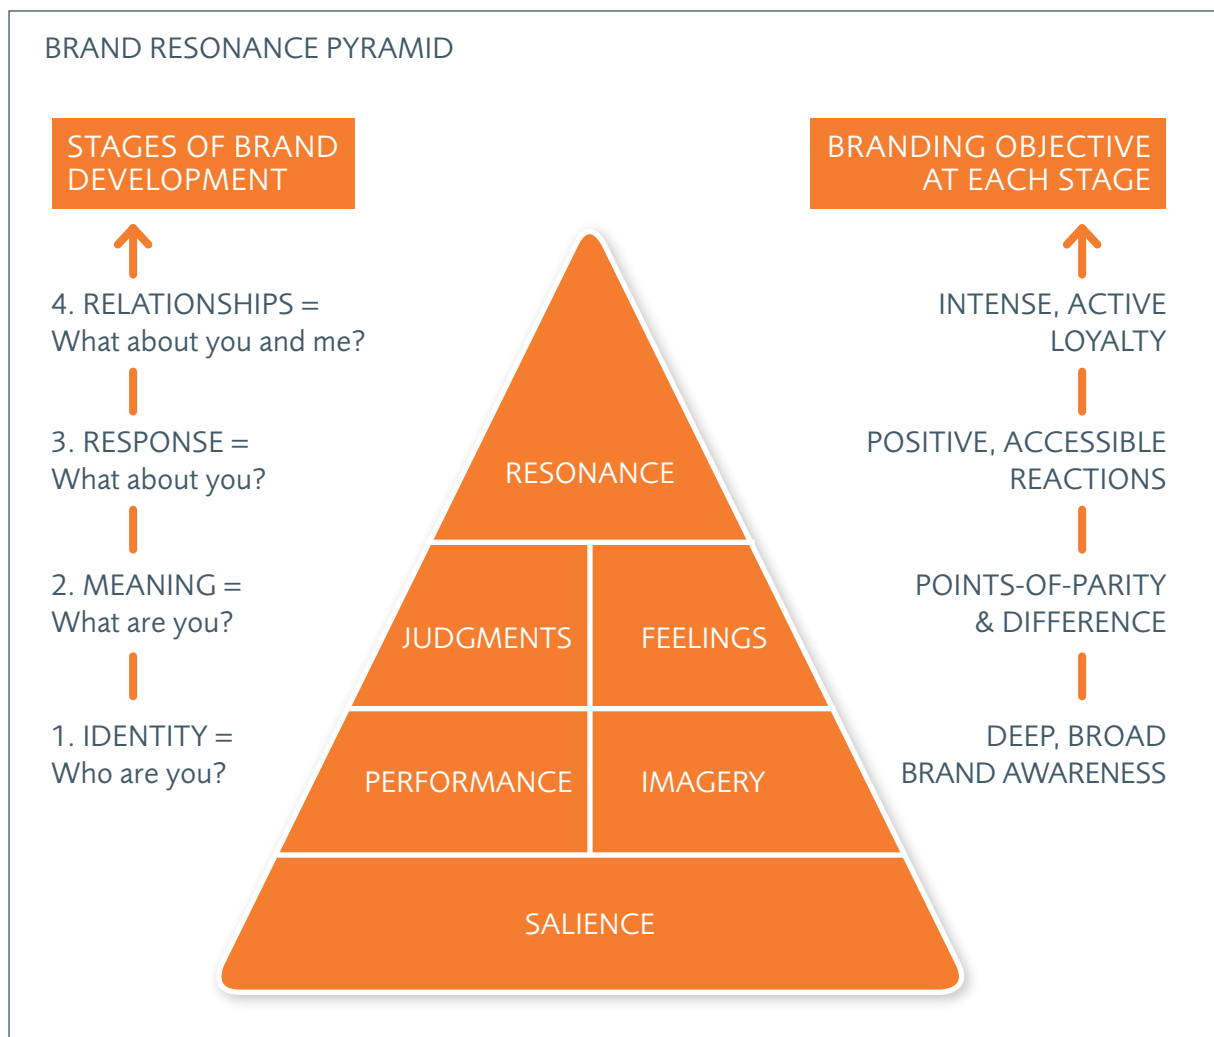 BRAND RESONANCE PYRAMID
STAGES OF BRAND
DEVELOPMENT
4. RELATIONSHIPS =
What about you and me?
3. RESPONSE =
What about you?
2. MEANING =
What are you?
1. IDENTITY =
Who are you?
RESONANCE
JUDGMENTS
FEELINGS
PERFORMANCE
IMAGERY
SALIENCE
BRANDING OBJECTIVE
AT EACH STAGE
INTENSE, ACTIVE
LOYALTY
POSITIVE, ACCESSIBLE
REACTIONS
POINTS-OF-PARITY
& DIFFERENCE
DEEP, BROAD
BRAND AWARENESS